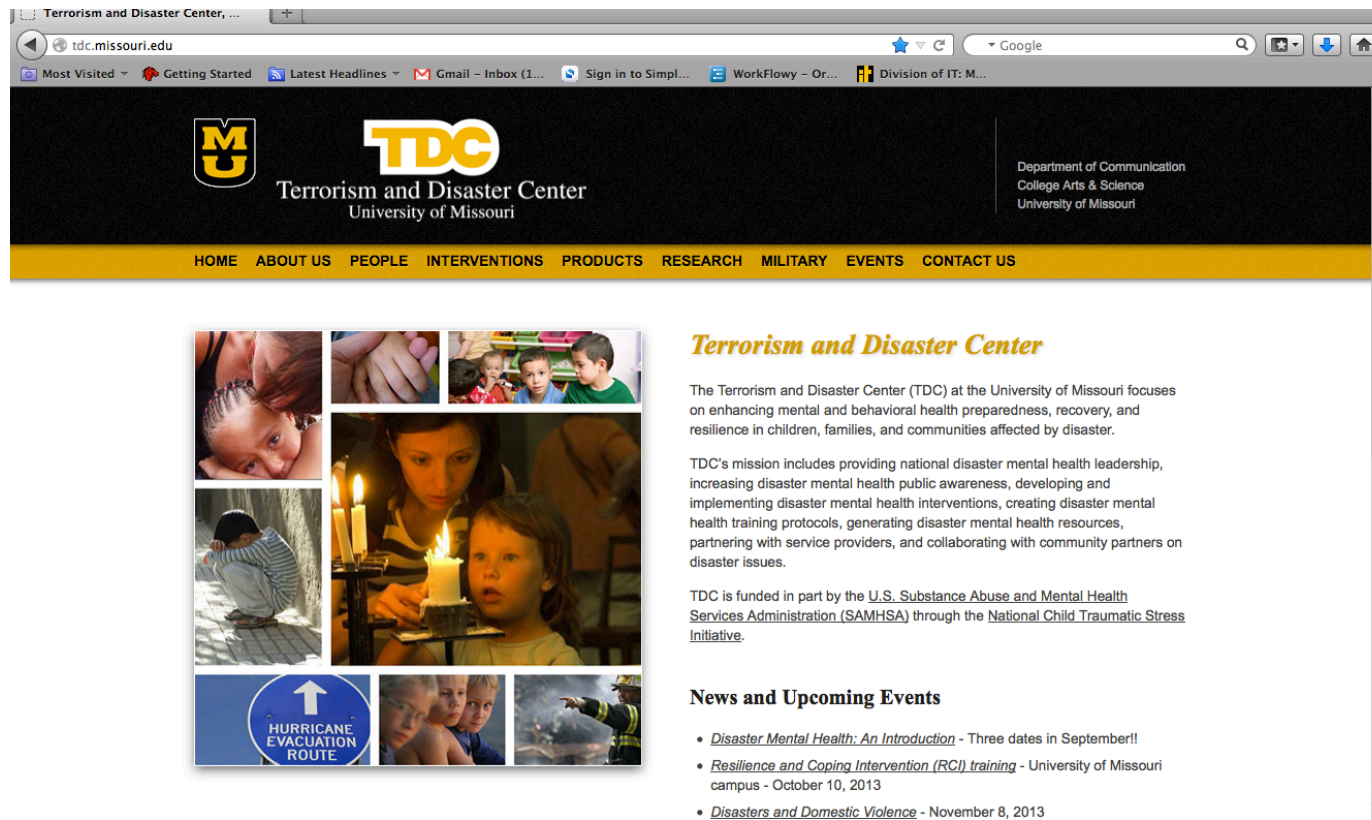 Terrorism and Disaster Center, ...
tdc.missouri.edu
Google
Most Visited
Getting Started
Latest Headlines
Gmail – Inbox (1...
Sign in to Simpl...
WorkFlowy – Or...
Division of IT: M...
MU
TDC
Terrorism and Disaster Center
University of Missouri
Department of Communication
College Arts & Science
University of Missouri
HOME ABOUT US PEOPLE INTERVENTIONS PRODUCTS RESEARCH MILITARY EVENTS CONTACT US
HURRICANE
EVACUATION
ROUTE
Terrorism and Disaster Center
The Terrorism and Disaster Center (TDC) at the University of Missouri focuses
on enhancing mental and behavioral health preparedness, recovery, and
resilience in children, families, and communities affected by disaster.
TDC's mission includes providing national disaster mental health leadership,
increasing disaster mental health public awareness, developing and
implementing disaster mental health interventions, creating disaster mental
health training protocols, generating disaster mental health resources,
partnering with service providers, and collaborating with community partners on
disaster issues.
TDC is funded in part by the U.S. Substance Abuse and Mental Health
Services Administration (SAMHSA) through the National Child Traumatic Stress
Initiative.
News and Upcoming Events
• Disaster Mental Health: An Introduction - Three dates in September!!
• Resilience and Coping Intervention (RCI) training - University of Missouri
campus - October 10, 2013
• Disasters and Domestic Violence - November 8, 2013